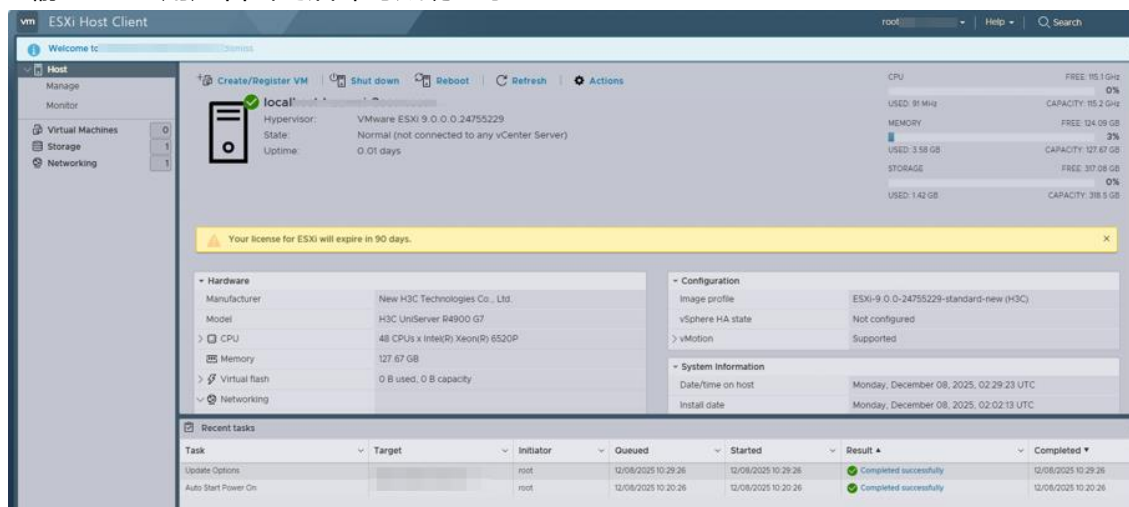 vm ESXi Host Client
root
Help
Search
Welcome to
Host
Manage
Monitor
Virtual Machines 0
Storage 1
Networking 1
Create/Register VM
Shut down
Reboot
Refresh
Actions
Hypervisor: VMware ESXi 9.0.0.0.24755229
State: Normal (not connected to any vCenter Server)
Uptime: 0.01 days
CPU FREE: 115.1 GHz
0%
USED: 91 MHz CAPACITY: 115.2 GHz
MEMORY FREE: 124.09 GB
3%
USED: 3.58 GB CAPACITY: 127.67 GB
STORAGE FREE: 317.08 GB
0%
USED: 1.42 GB CAPACITY: 318.5 GB
Your license for ESXi will expire in 90 days.
Hardware
Manufacturer New H3C Technologies Co., Ltd.
Model H3C UniServer R4900 G7
CPU 48 CPUs x Intel(R) Xeon(R) 6520P
Memory 127.67 GB
Virtual flash 0 B used, 0 B capacity
Networking
Configuration
Image profile ESXi-9.0.0-24755229-standard-new (H3C)
vSphere HA state Not configured
vMotion Supported
System Information
Date/time on host Monday, December 08, 2025, 02:29:23 UTC
Install date Monday, December 08, 2025, 02:02:13 UTC
Recent tasks
Task Target Initiator Queued Started Result Completed
Update Options root 12/08/2025 10:29:26 12/08/2025 10:29:26 Completed successfully 12/08/2025 10:29:26
Auto Start Power On root 12/08/2025 10:20:26 12/08/2025 10:20:26 Completed successfully 12/08/2025 10:20:26